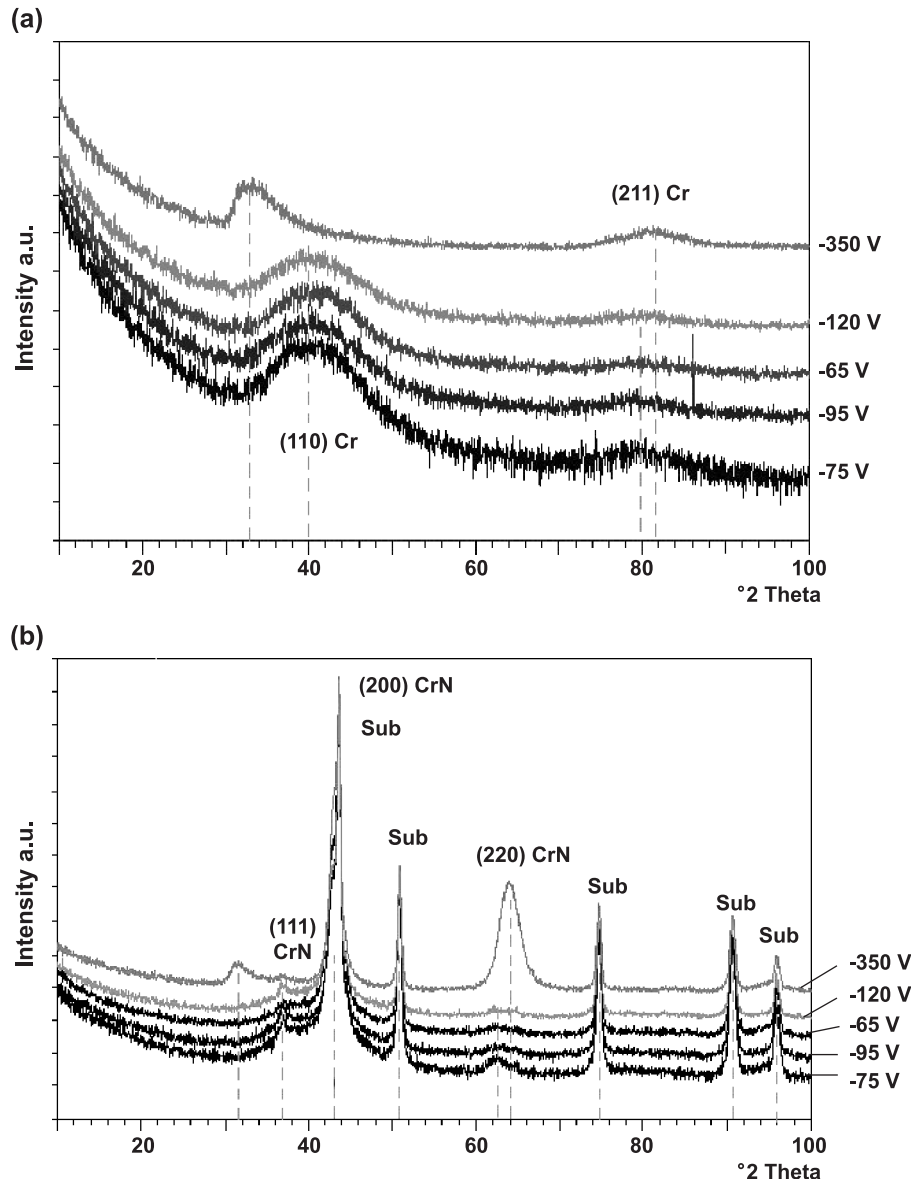 (a)
Intensity a.u.
(211) Cr
-350 V
-120 V
-65 V
-95 V
-75 V
(110) Cr
20 40 60 80 100
°2 Theta
(b)
Intensity a.u.
(200) CrN
Sub
Sub
(220) CrN
Sub
Sub
Sub
(111)
CrN
-350 V
-120 V
-65 V
-95 V
-75 V
20 40 60 80 100
°2 Theta